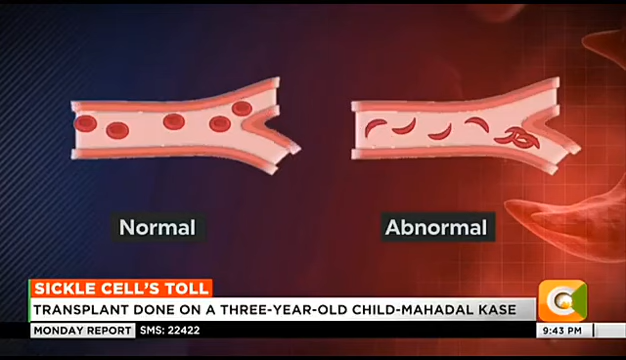 Normal
Abnormal
SICKLE CELL'S TOLL
TRANSPLANT DONE ON A THREE-YEAR-OLD CHILD-MAHADAL KASE
MONDAY REPORT SMS: 22422
9:43 PM